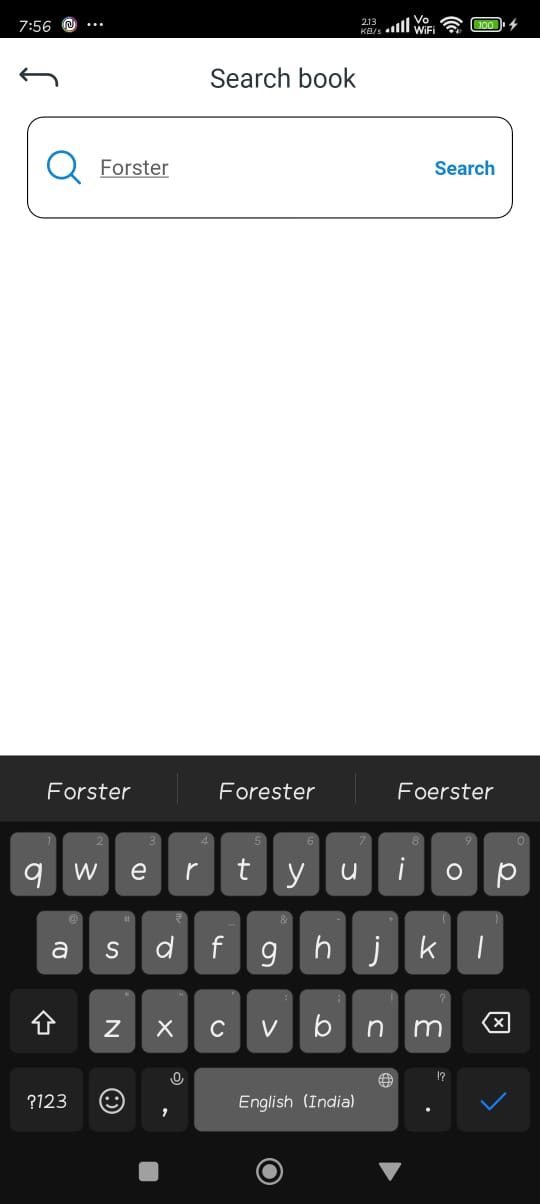 7:56 ... 2.13 KB/s Vo WiFi 100
Search book
Forster Search
Forster Forester Foerster
1 2 3 4 5 6 7 8 9 0
q w e r t y u i o p
@ # ₹ _ & - + ( )
a s d f g h j k l
* " ' : ; ! ?
z x c v b n m
!?
?123 , English (India) .